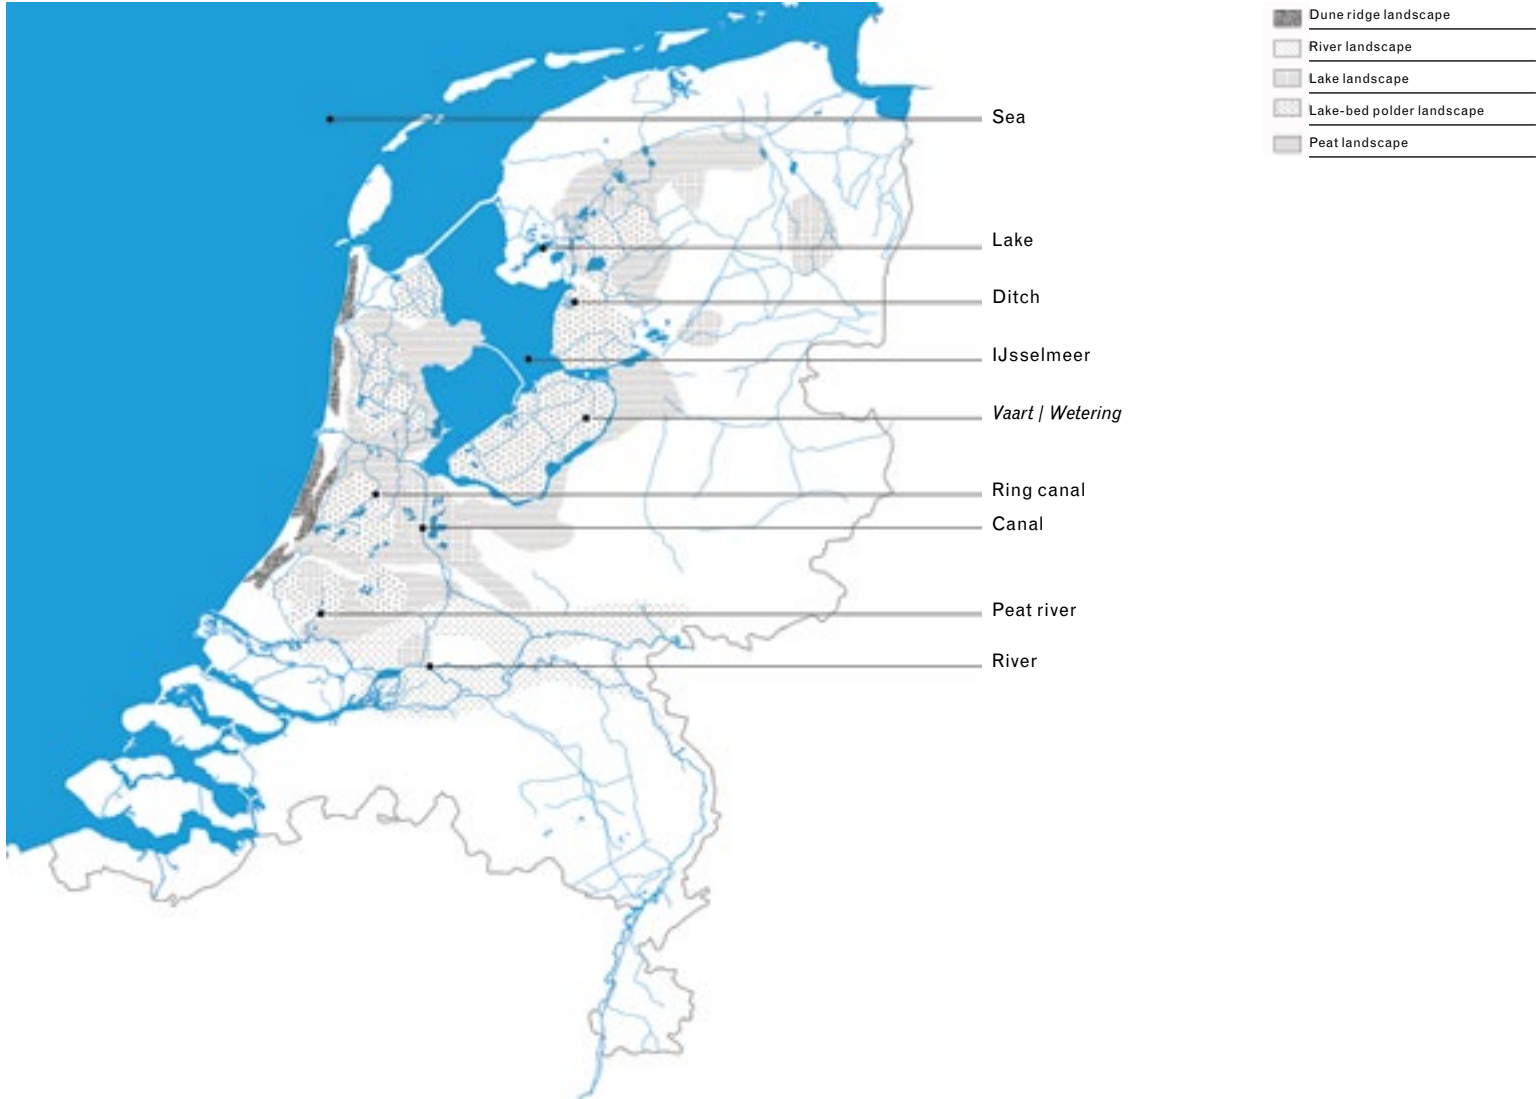 Dune ridge landscape
River landscape
Lake landscape
Lake-bed polder landscape
Peat landscape
Sea
Lake
Ditch
IJsselmeer
Vaart | Wetering
Ring canal
Canal
Peat river
River